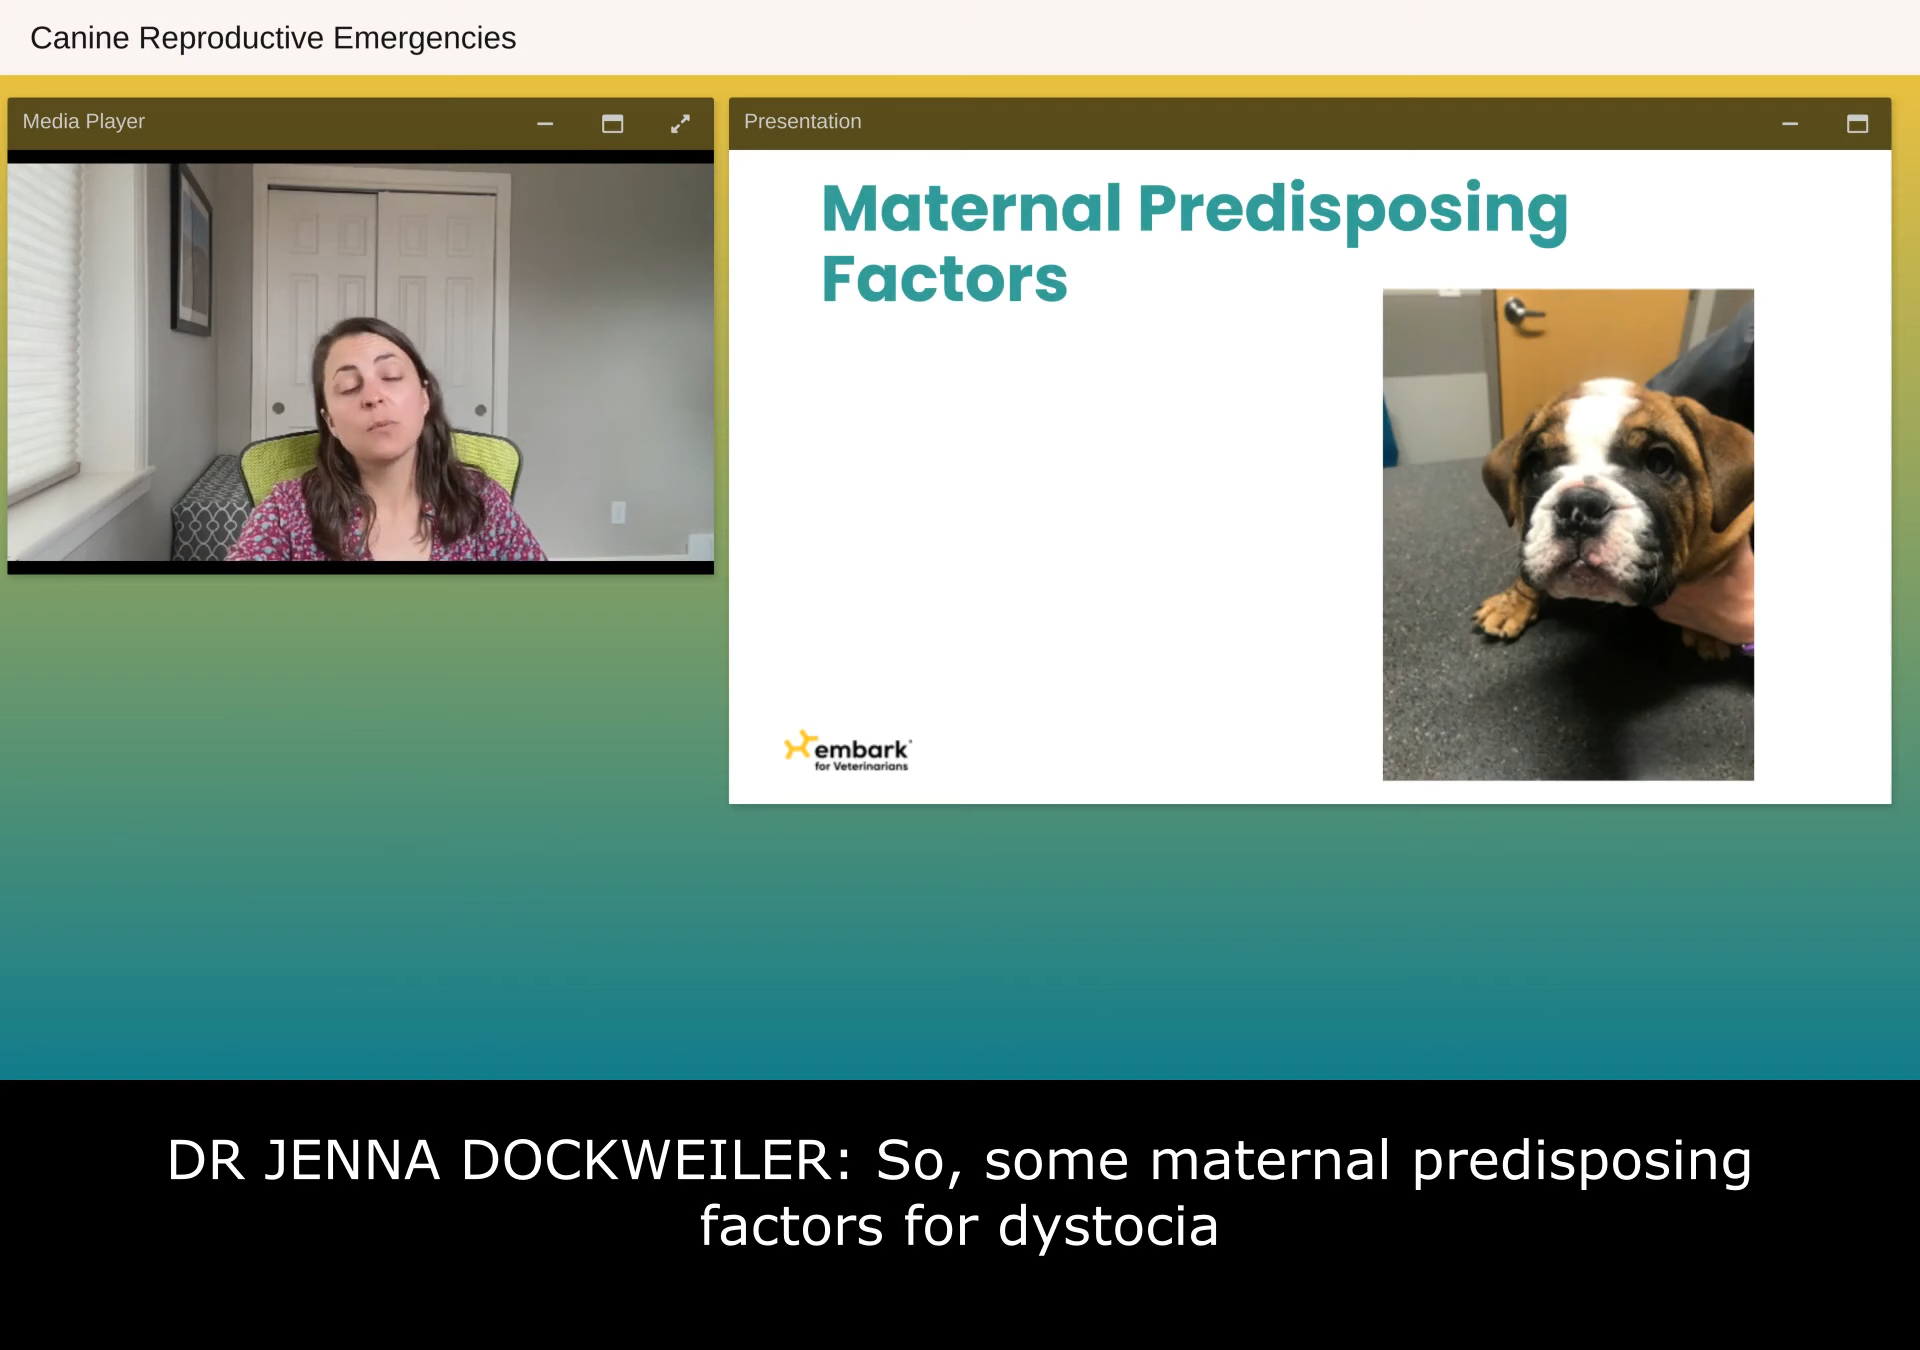 Canine Reproductive Emergencies
Media Player
Presentation
Maternal Predisposing
Factors
embark
for Veterinarians
DR JENNA DOCKWEILER: So, some maternal predisposing
factors for dystocia